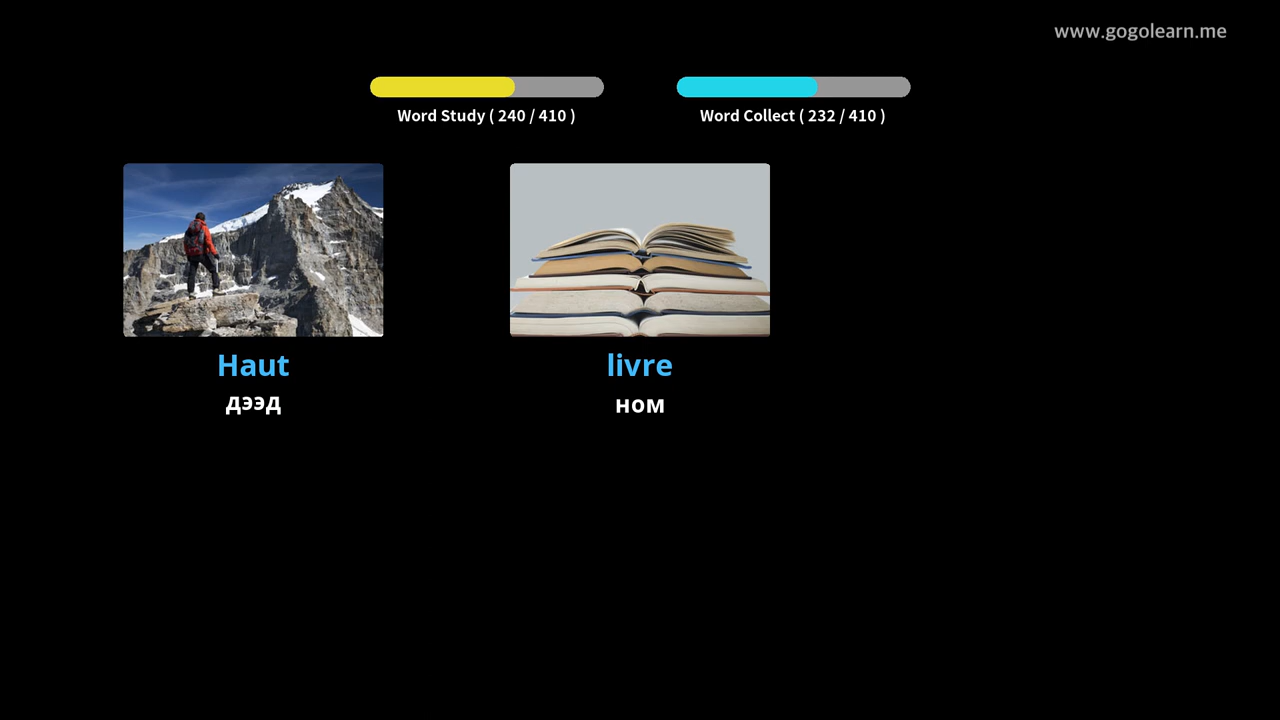 www.gogolearn.me
Word Study ( 240 / 410 )
Word Collect ( 232 / 410 )
Haut
дээд
livre
ном